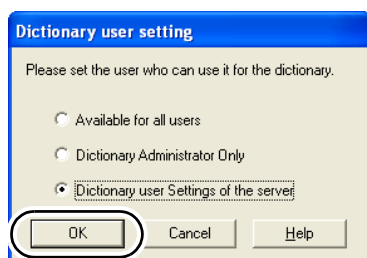 Dictionary user setting
Please set the user who can use it for the dictionary.
Available for all users
Dictionary Administrator Only
Dictionary user Settings of the server
OK Cancel Help